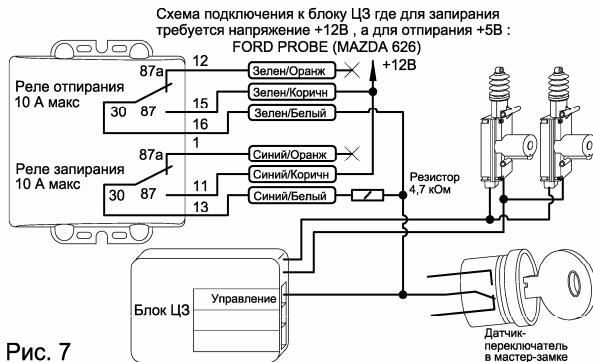 Схема подключения к блоку ЦЗ где для запирания
требуется напряжение +12В , а для отпирания +5В :
FORD PROBE (MAZDA 626)
+12В
Реле отпирания
10 А макс
87а
30
87
12
15
16
Зелен/Оранж
Зелен/Коричн
Зелен/Белый
Реле запирания
10 А макс
87а
30
87
1
11
13
Синий/Оранж
Синий/Коричн
Синий/Белый
Резистор
4,7 кОм
Блок ЦЗ
Управление
Датчик-
переключатель
в мастер-замке
Рис. 7